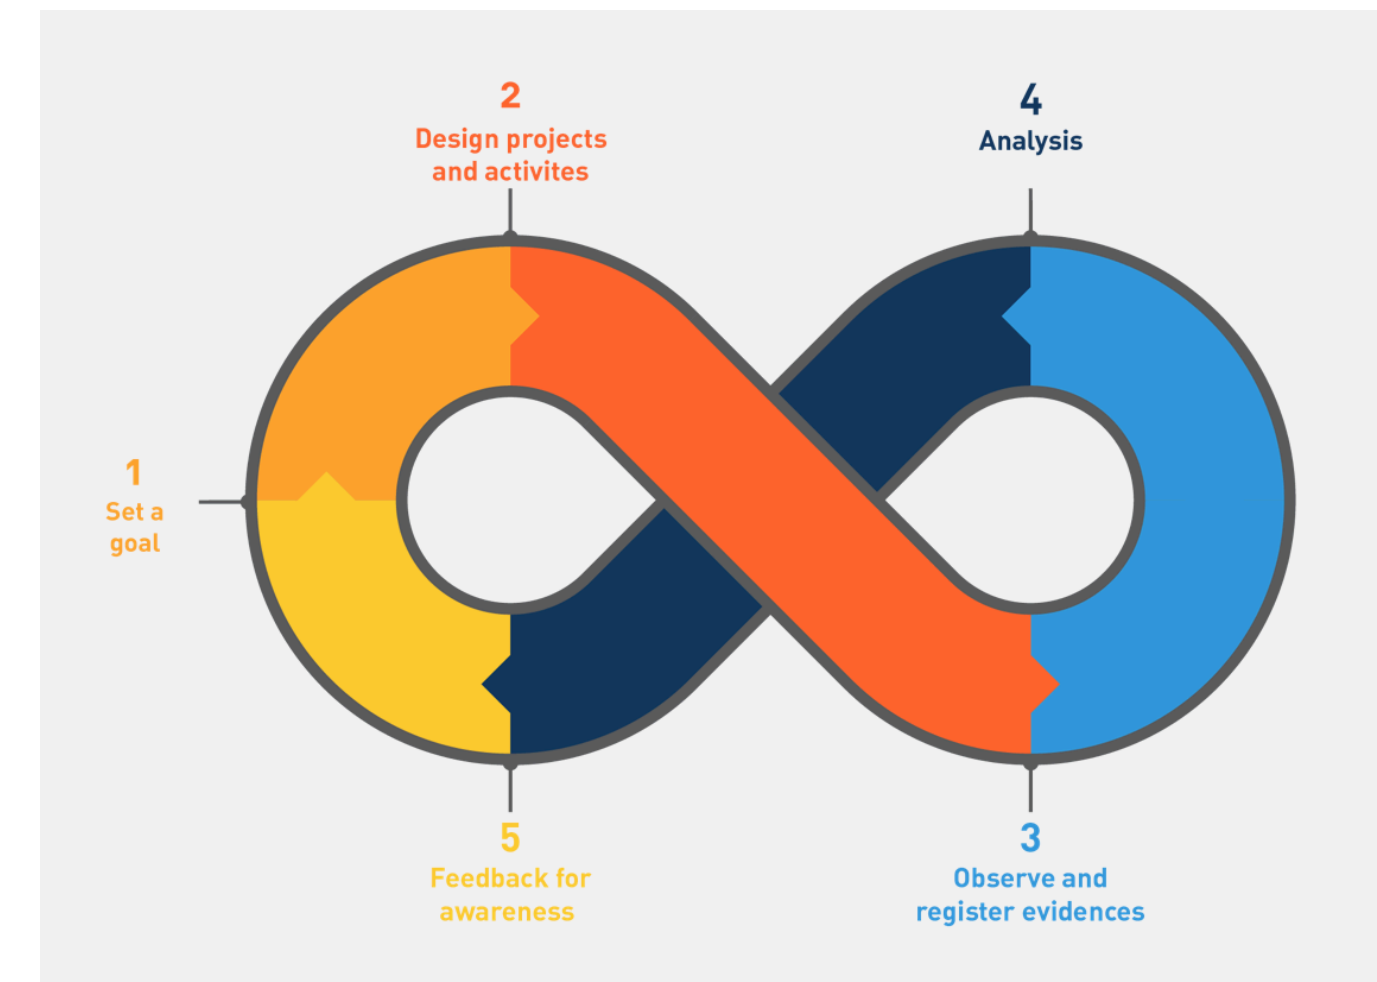 1
Set a
goal
2
Design projects
and activites
3
Observe and
register evidences
4
Analysis
5
Feedback for
awareness